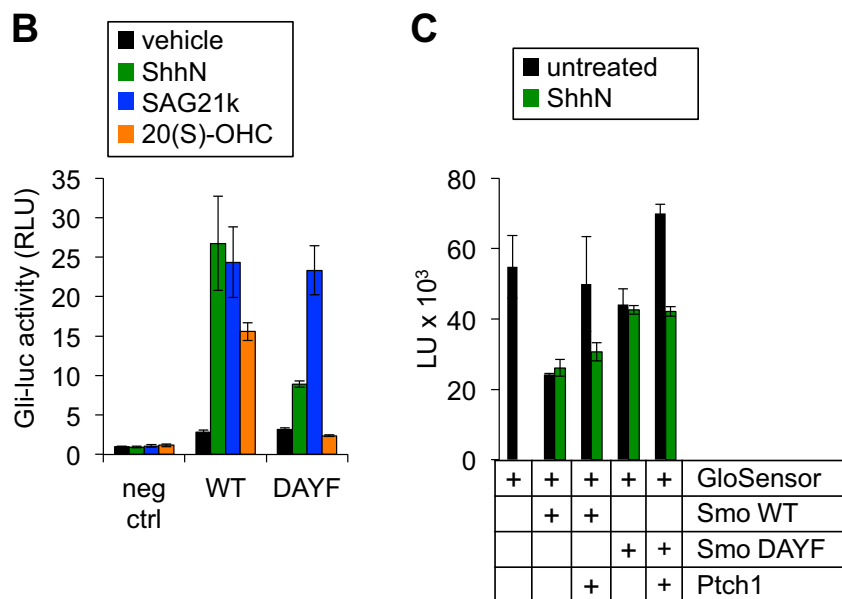 B
vehicle
ShhN
SAG21k
20(S)-OHC
Gli-luc activity (RLU)
35
30
25
20
15
10
5
0
neg ctrl
WT
DAYF
C
untreated
ShhN
LU x 10³
80
60
40
20
0
+ + + + + GloSensor
+ + Smo WT
+ + Smo DAYF
+ + Ptch1